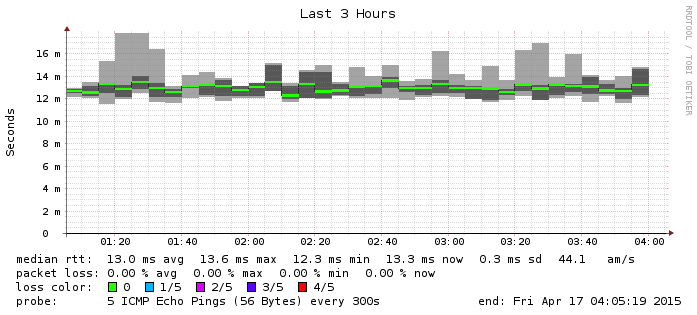 Last 3 Hours
RRDTOOL / TOBI OETIKER
Seconds
16 m
14 m
12 m
10 m
8 m
6 m
4 m
2 m
0
01:20 01:40 02:00 02:20 02:40 03:00 03:20 03:40 04:00
median rtt: 13.0 ms avg 13.6 ms max 12.3 ms min 13.3 ms now 0.3 ms sd 44.1 am/s
packet loss: 0.00 % avg 0.00 % max 0.00 % min 0.00 % now
loss color: 0 1/5 2/5 3/5 4/5
probe: 5 ICMP Echo Pings (56 Bytes) every 300s end: Fri Apr 17 04:05:19 2015